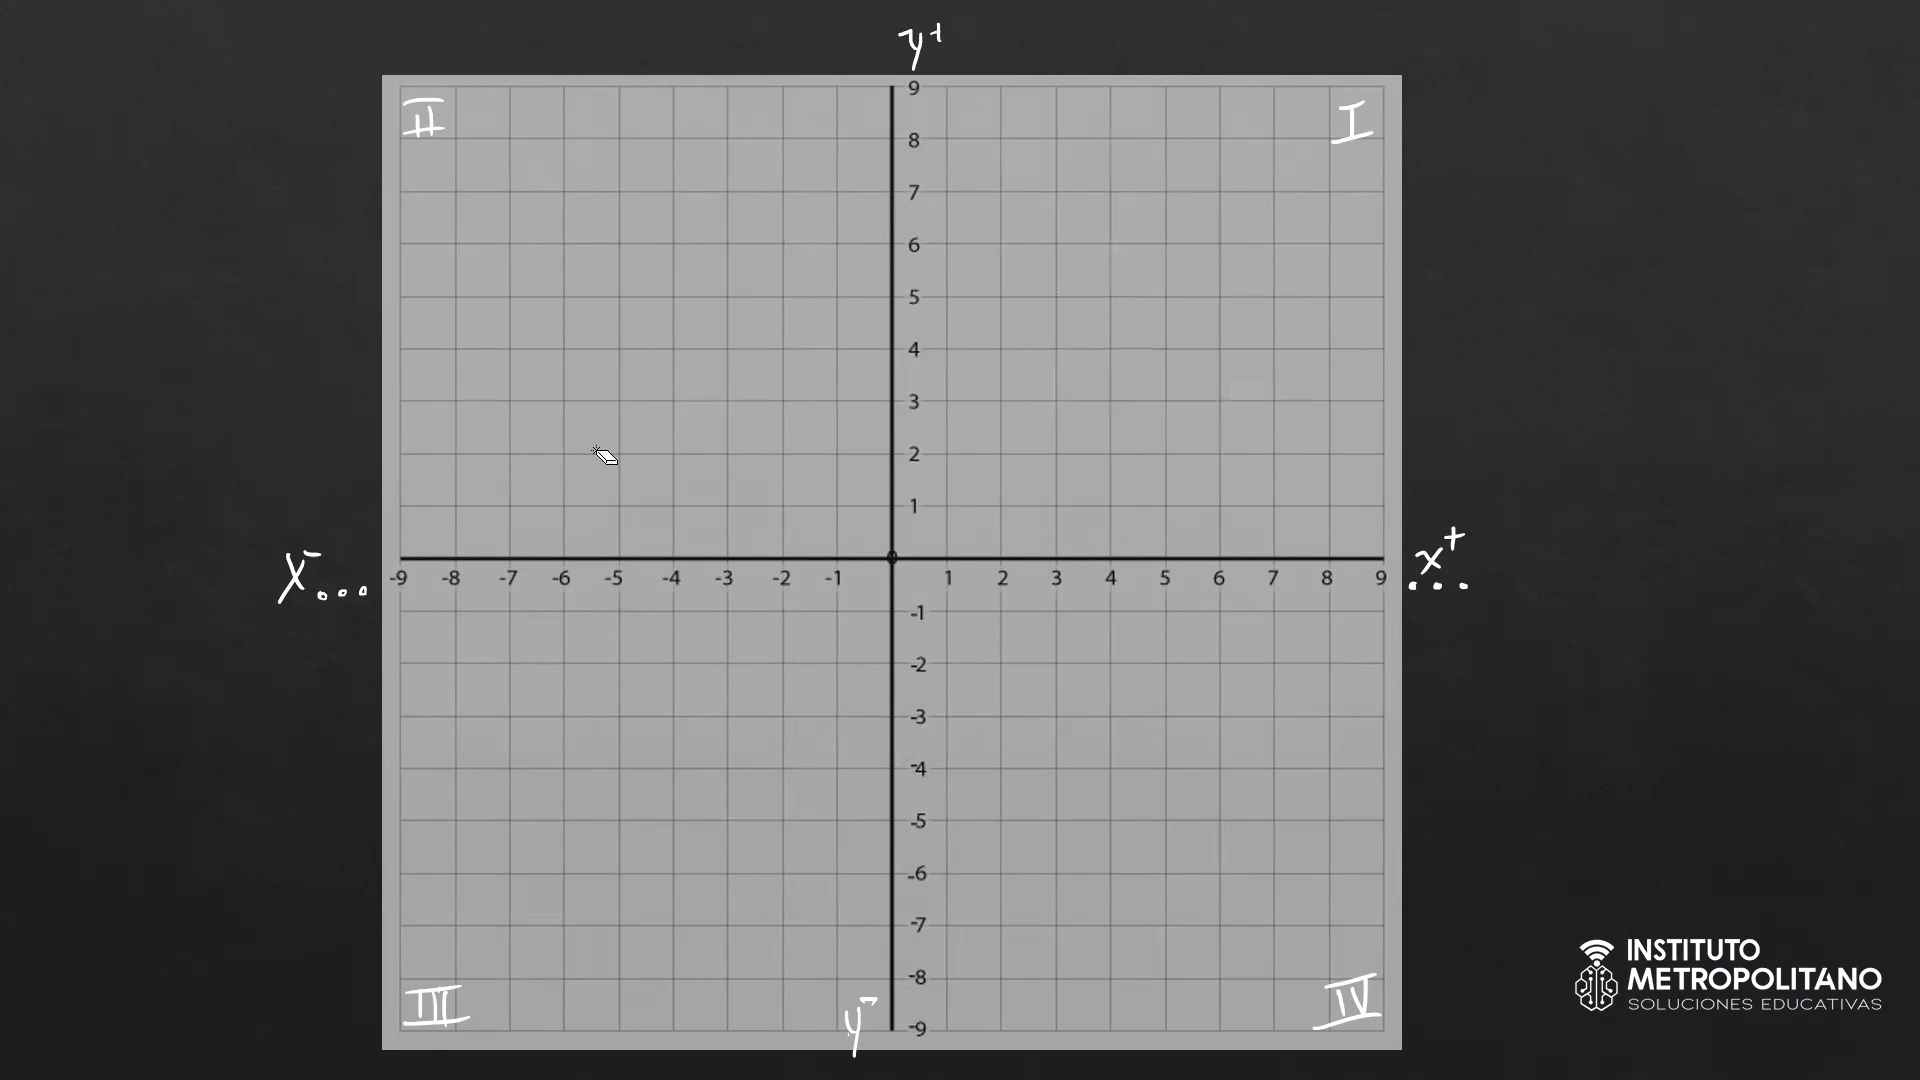 y+
II
I
9
8
7
6
5
4
3
2
1
x-...
x+...
0
-9 -8 -7 -6 -5 -4 -3 -2 -1 1 2 3 4 5 6 7 8 9
-1
-2
-3
-4
-5
-6
-7
-8
-9
III
y-
IV
INSTITUTO
METROPOLITANO
SOLUCIONES EDUCATIVAS